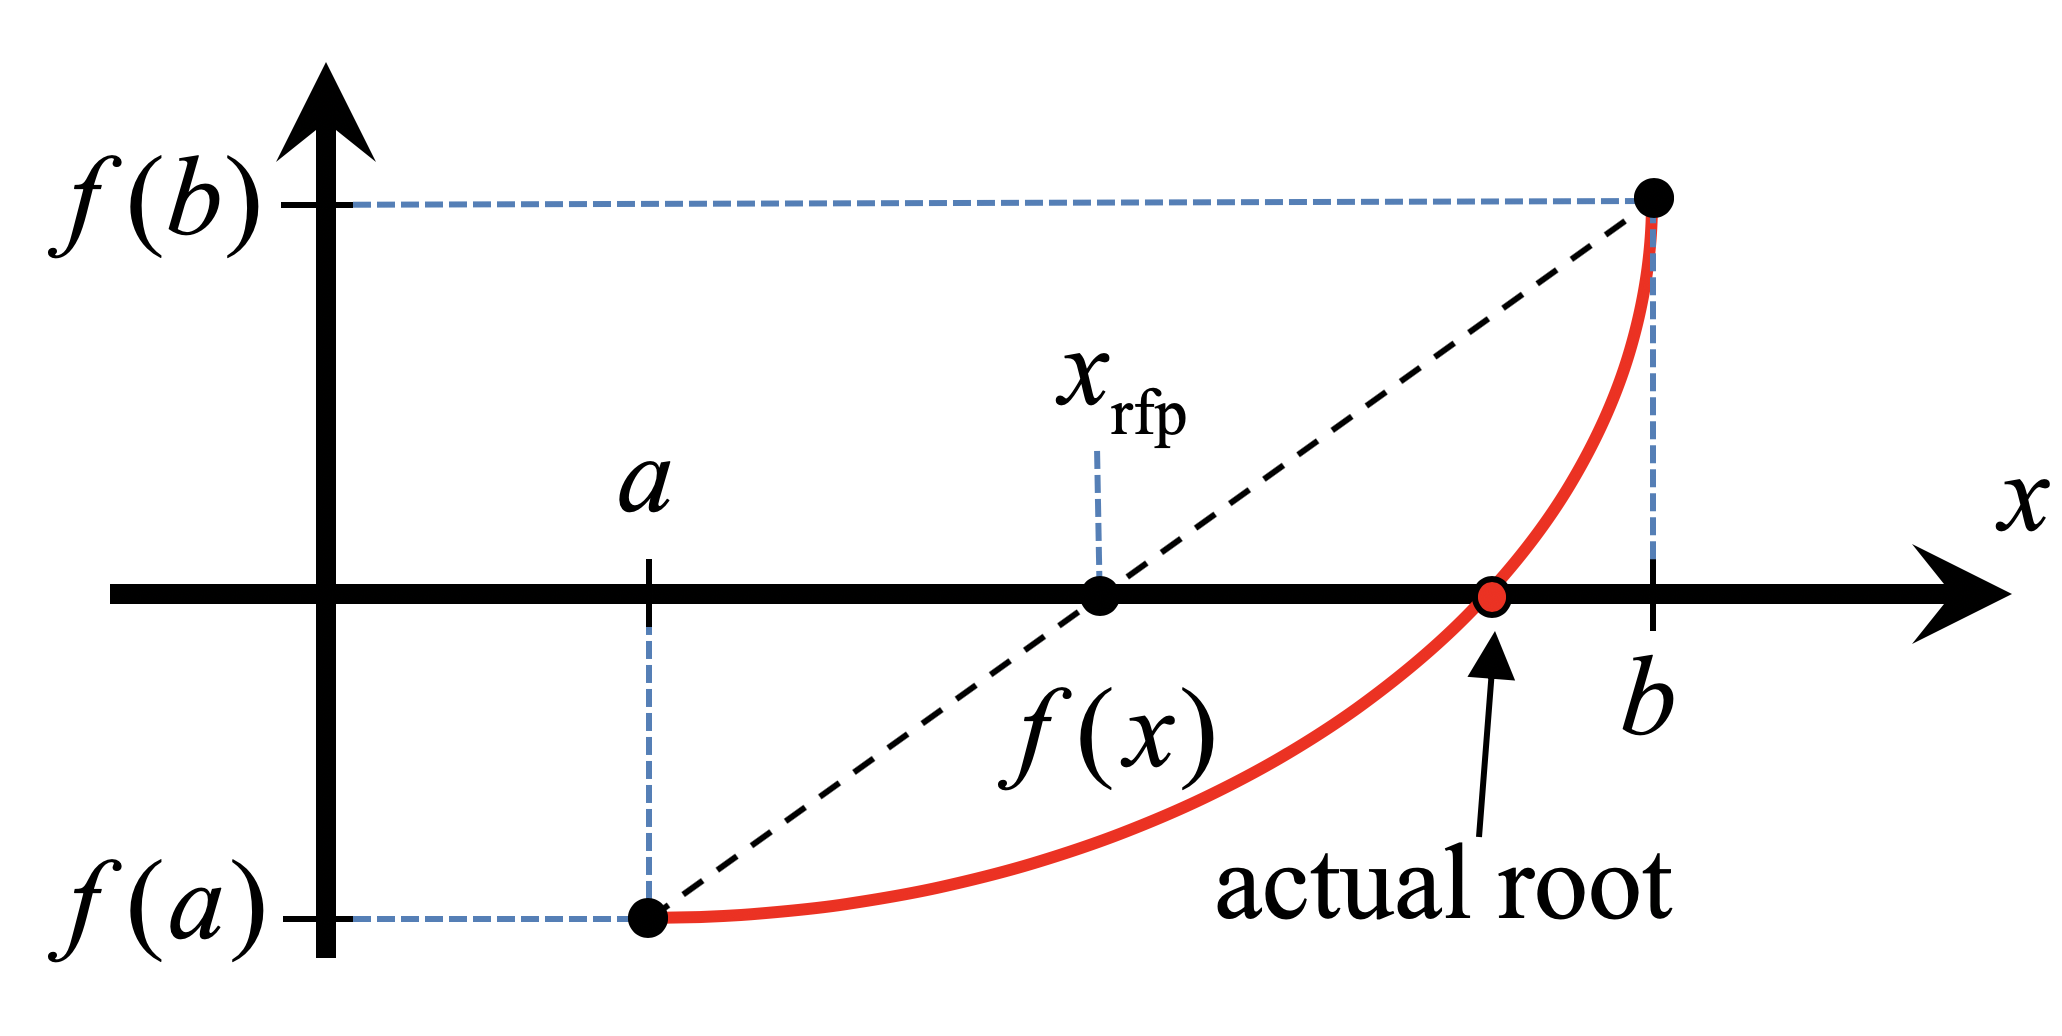 f(b)
x_rfp
a
x
f(x)
b
f(a)
actual root